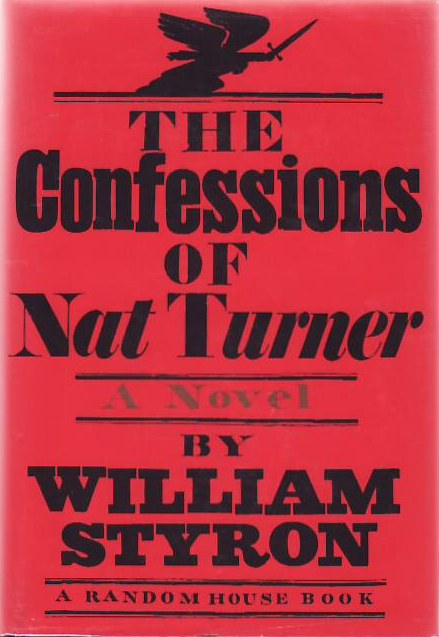 THE
Confessions
OF
Nat Turner
A Novel
BY
WILLIAM
STYRON
A RANDOM HOUSE BOOK